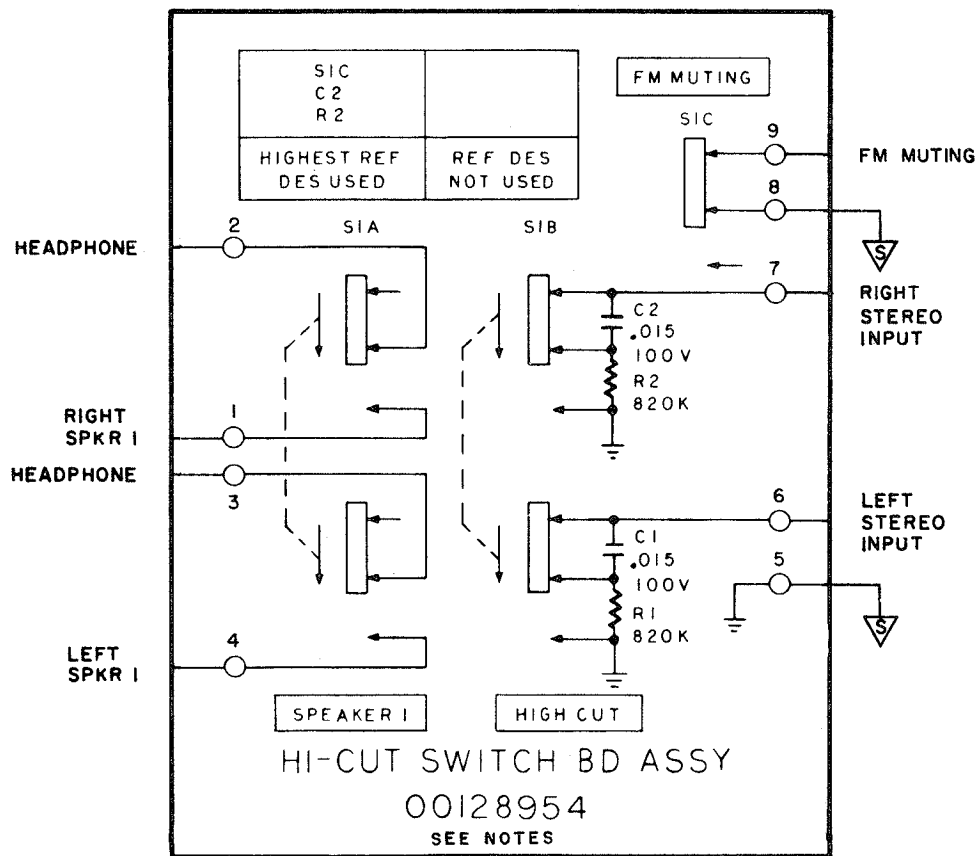 S1C
C2
R2
HIGHEST REF
DES USED
REF DES
NOT USED
FM MUTING
S1C
9
FM MUTING
8
S
2
HEADPHONE
S1A
S1B
7
RIGHT
STEREO
INPUT
C2
.015
100V
R2
820K
1
RIGHT
SPKR 1
HEADPHONE
3
6
LEFT
STEREO
INPUT
C1
.015
100V
R1
820K
5
S
4
LEFT
SPKR 1
SPEAKER 1
HIGH CUT
HI-CUT SWITCH BD ASSY
00128954
SEE NOTES